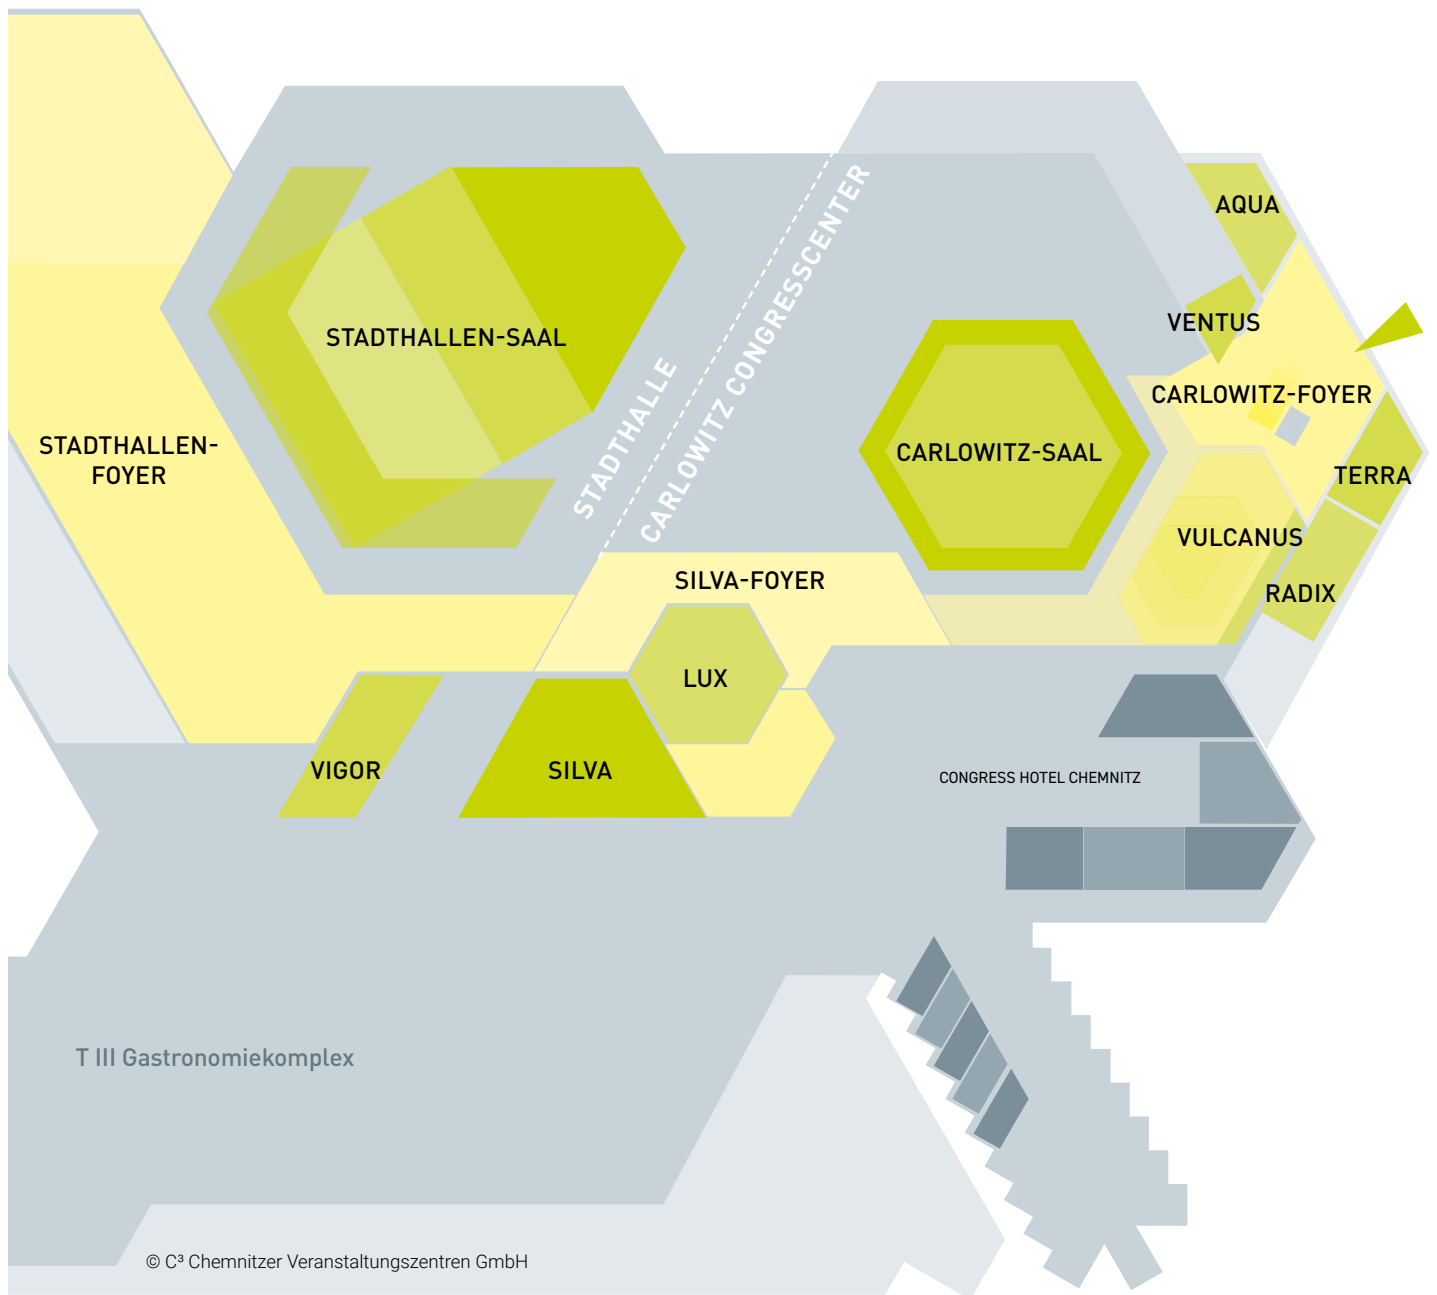 AQUA
VENTUS
STADTHALLEN-SAAL
STADTHALLE
CARLOWITZ CONGRESSCENTER
CARLOWITZ-FOYER
STADTHALLEN-
FOYER
CARLOWITZ-SAAL
TERRA
VULCANUS
SILVA-FOYER
RADIX
LUX
VIGOR
SILVA
CONGRESS HOTEL CHEMNITZ
T III Gastronomiekomplex
© C³ Chemnitzer Veranstaltungszentren GmbH